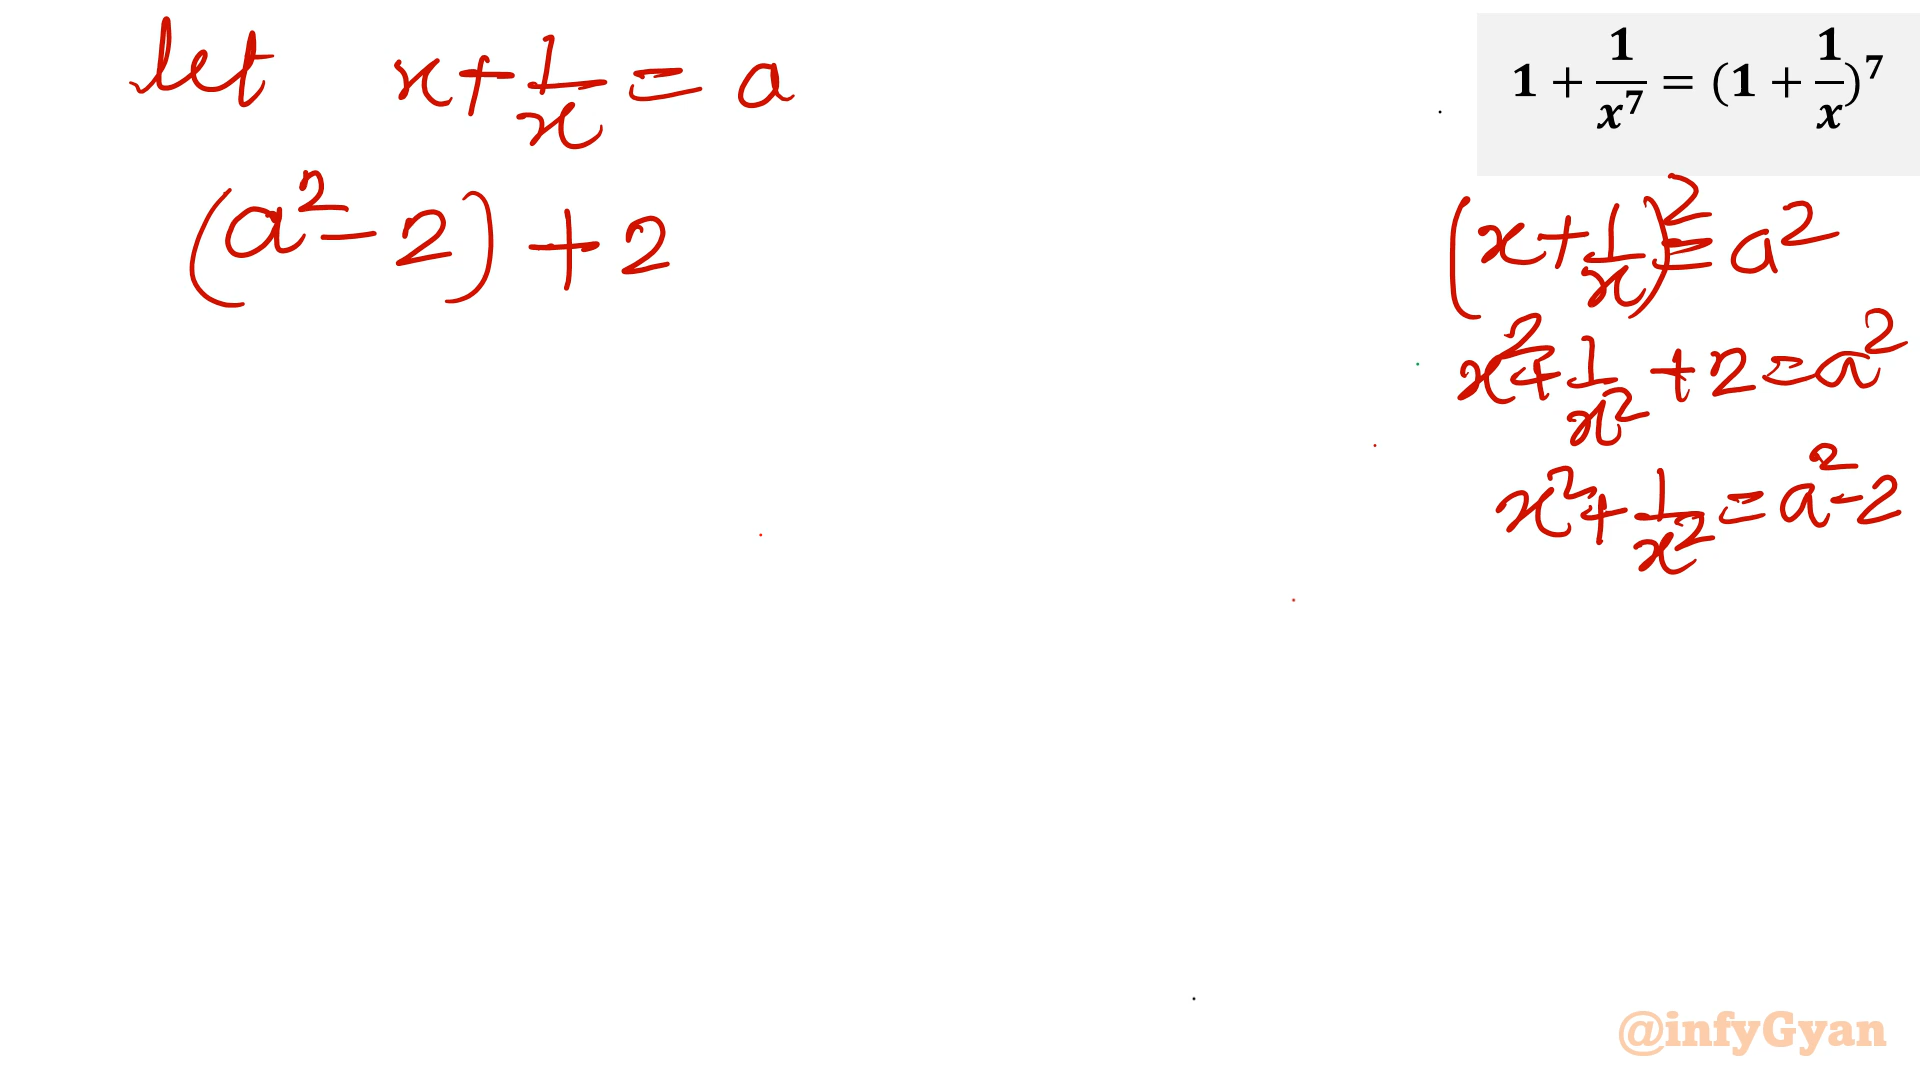 let x + 1/x = a
(a² - 2) + 2
1 + 1/x⁷ = (1 + 1/x)⁷
(x + 1/x)² = a²
x² + 1/x² + 2 = a²
x² + 1/x² = a² - 2
@infyGyan